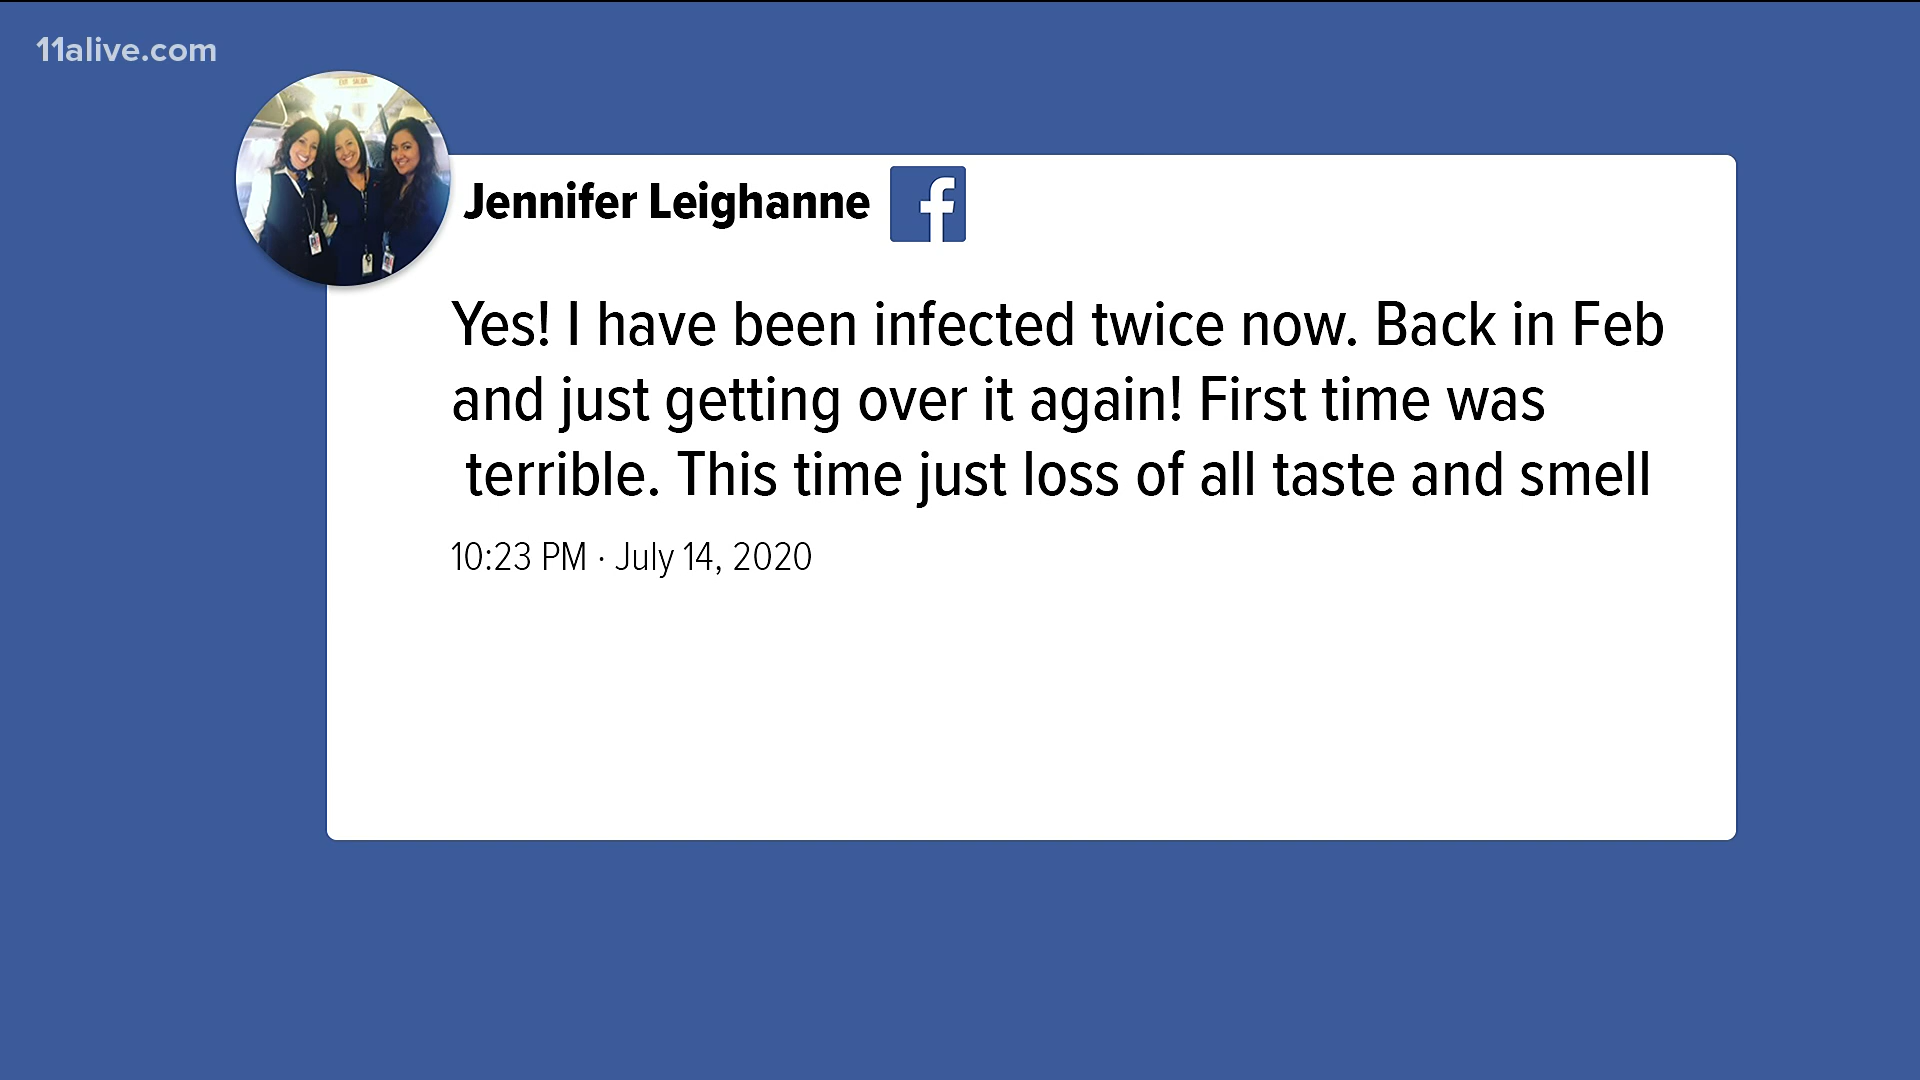 11alive.com
Jennifer Leighanne
Yes! I have been infected twice now. Back in Feb
and just getting over it again! First time was
terrible. This time just loss of all taste and smell
10:23 PM · July 14, 2020